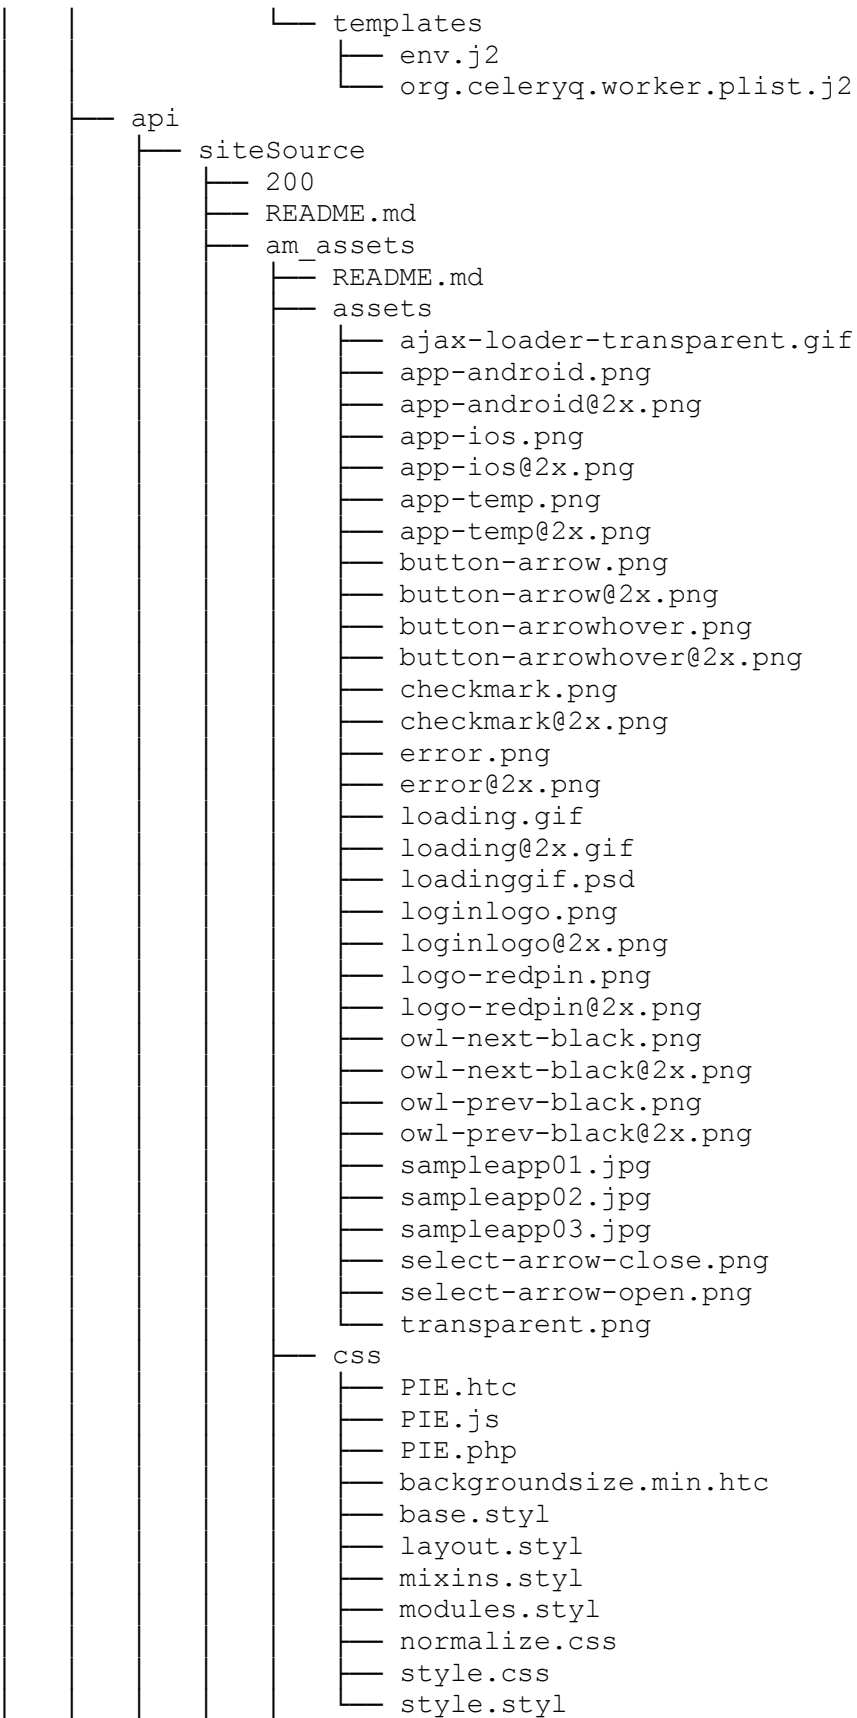 │   │           └── templates
│   │               ├── env.j2
│   │               └── org.celeryq.worker.plist.j2
│   ├── api
│   │   ├── siteSource
│   │   │   ├── 200
│   │   │   ├── README.md
│   │   │   ├── am_assets
│   │   │   │   ├── README.md
│   │   │   │   ├── assets
│   │   │   │   │   ├── ajax-loader-transparent.gif
│   │   │   │   │   ├── app-android.png
│   │   │   │   │   ├── app-android@2x.png
│   │   │   │   │   ├── app-ios.png
│   │   │   │   │   ├── app-ios@2x.png
│   │   │   │   │   ├── app-temp.png
│   │   │   │   │   ├── app-temp@2x.png
│   │   │   │   │   ├── button-arrow.png
│   │   │   │   │   ├── button-arrow@2x.png
│   │   │   │   │   ├── button-arrowhover.png
│   │   │   │   │   ├── button-arrowhover@2x.png
│   │   │   │   │   ├── checkmark.png
│   │   │   │   │   ├── checkmark@2x.png
│   │   │   │   │   ├── error.png
│   │   │   │   │   ├── error@2x.png
│   │   │   │   │   ├── loading.gif
│   │   │   │   │   ├── loading@2x.gif
│   │   │   │   │   ├── loadinggif.psd
│   │   │   │   │   ├── loginlogo.png
│   │   │   │   │   ├── loginlogo@2x.png
│   │   │   │   │   ├── logo-redpin.png
│   │   │   │   │   ├── logo-redpin@2x.png
│   │   │   │   │   ├── owl-next-black.png
│   │   │   │   │   ├── owl-next-black@2x.png
│   │   │   │   │   ├── owl-prev-black.png
│   │   │   │   │   ├── owl-prev-black@2x.png
│   │   │   │   │   ├── sampleapp01.jpg
│   │   │   │   │   ├── sampleapp02.jpg
│   │   │   │   │   ├── sampleapp03.jpg
│   │   │   │   │   ├── select-arrow-close.png
│   │   │   │   │   ├── select-arrow-open.png
│   │   │   │   │   └── transparent.png
│   │   │   │   ├── css
│   │   │   │   │   ├── PIE.htc
│   │   │   │   │   ├── PIE.js
│   │   │   │   │   ├── PIE.php
│   │   │   │   │   ├── backgroundsize.min.htc
│   │   │   │   │   ├── base.styl
│   │   │   │   │   ├── layout.styl
│   │   │   │   │   ├── mixins.styl
│   │   │   │   │   ├── modules.styl
│   │   │   │   │   ├── normalize.css
│   │   │   │   │   ├── style.css
│   │   │   │   │   └── style.styl